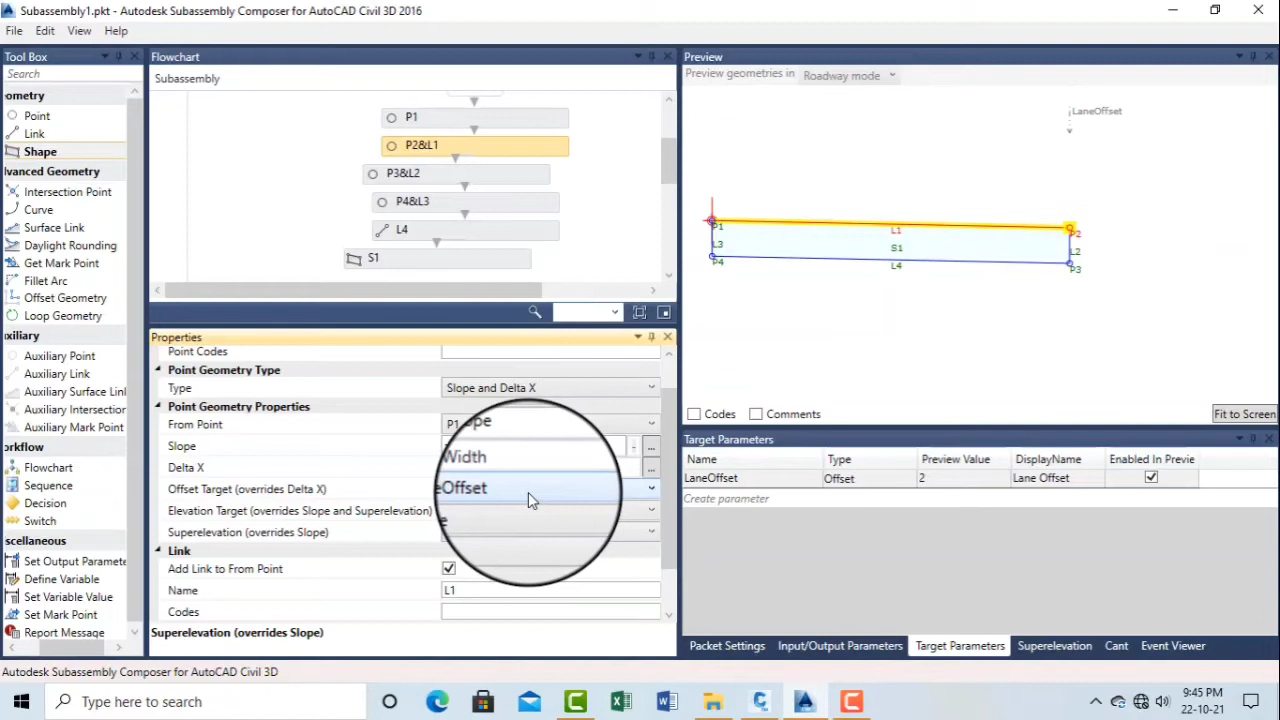 Subassembly1.pkt - Autodesk Subassembly Composer for AutoCAD Civil 3D 2016
File Edit View Help
Tool Box
Search
ometry
Point
Link
Shape
dvanced Geometry
Intersection Point
Curve
Surface Link
Daylight Rounding
Get Mark Point
Fillet Arc
Offset Geometry
Loop Geometry
uxiliary
Auxiliary Point
Auxiliary Link
Auxiliary Surface Link
Auxiliary Intersection
Auxiliary Mark Point
orkflow
Flowchart
Sequence
Decision
Switch
scellaneous
Set Output Paramete
Define Variable
Set Variable Value
Set Mark Point
Report Message
Flowchart
Subassembly
P1
P2&L1
P3&L2
P4&L3
L4
S1
Properties
Point Codes
Point Geometry Type
Type Slope and Delta X
Point Geometry Properties
From Point P1
Slope
Delta X
Offset Target (overrides Delta X)
Elevation Target (overrides Slope and Superelevation)
Superelevation (overrides Slope)
ope
Width
eOffset
e
Link
Add Link to From Point
Name L1
Codes
Superelevation (overrides Slope)
Preview
Preview geometries in Roadway mode
LaneOffset
P1 L1 P2
L3 S1 L2
P4 L4 P3
Codes Comments Fit to Screen
Target Parameters
Name Type Preview Value DisplayName Enabled In Previe
LaneOffset Offset 2 Lane Offset
Create parameter
Packet Settings Input/Output Parameters Target Parameters Superelevation Cant Event Viewer
Autodesk Subassembly Composer for AutoCAD Civil 3D
Type here to search
9:45 PM
22-10-21